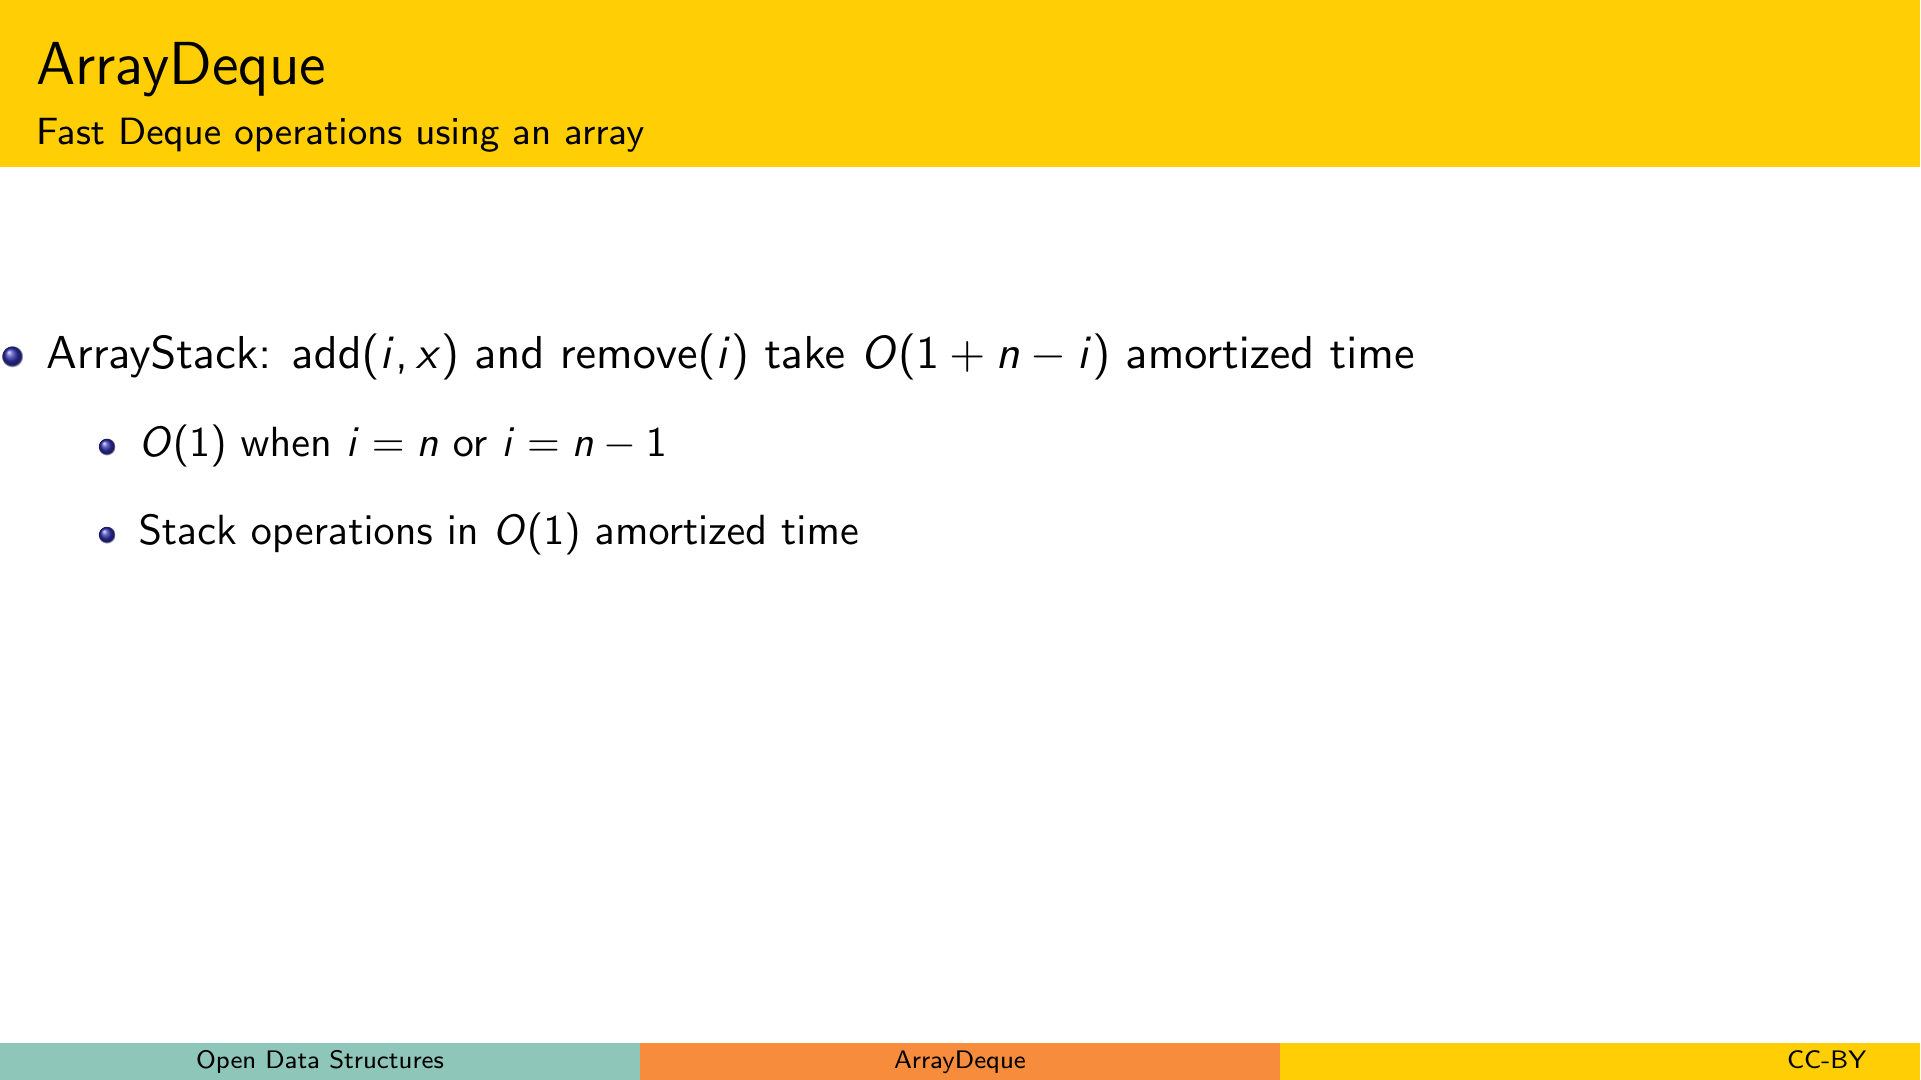 ArrayDeque
Fast Deque operations using an array
ArrayStack: add(i, x) and remove(i) take O(1 + n − i) amortized time
O(1) when i = n or i = n − 1
Stack operations in O(1) amortized time
Open Data Structures
ArrayDeque
CC-BY